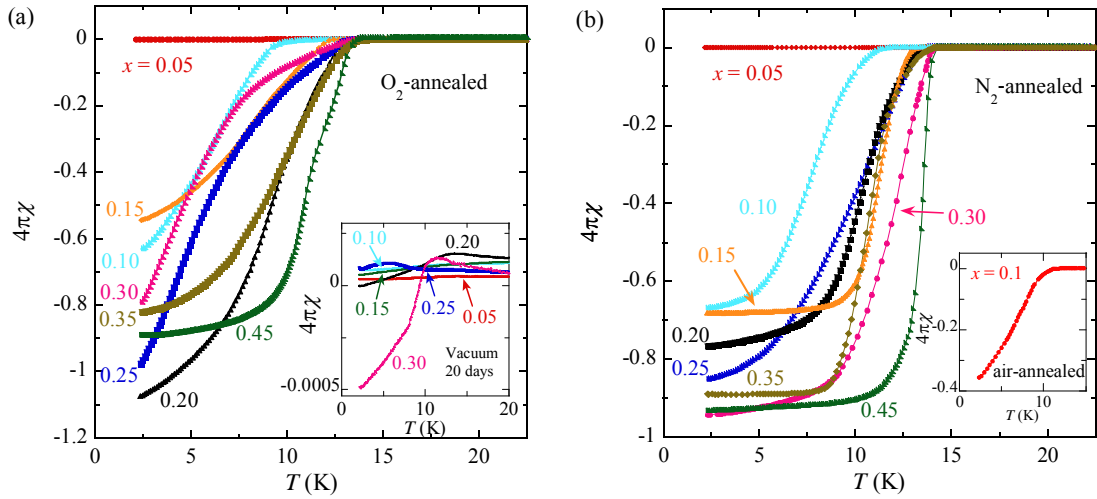 (a)
0
-0.2
-0.4
-0.6
-0.8
-1
-1.2
4πχ
x = 0.05
O2-annealed
0.15
0.10
0.30
0.35
0.25
0.45
0.20
0
5
10
15
20
T (K)
0
-0.0005
4πχ
0.10
0.20
0.15
0.25
0.05
0.30
Vacuum
20 days
0
10
20
T (K)
(b)
0
-0.2
-0.4
-0.6
-0.8
-1
4πχ
x = 0.05
N2-annealed
0.10
0.30
0.15
0.20
0.25
0.35
0.45
0
5
10
15
20
T (K)
0
-0.2
-0.4
4πχ
x = 0.1
air-annealed
0
10
T (K)